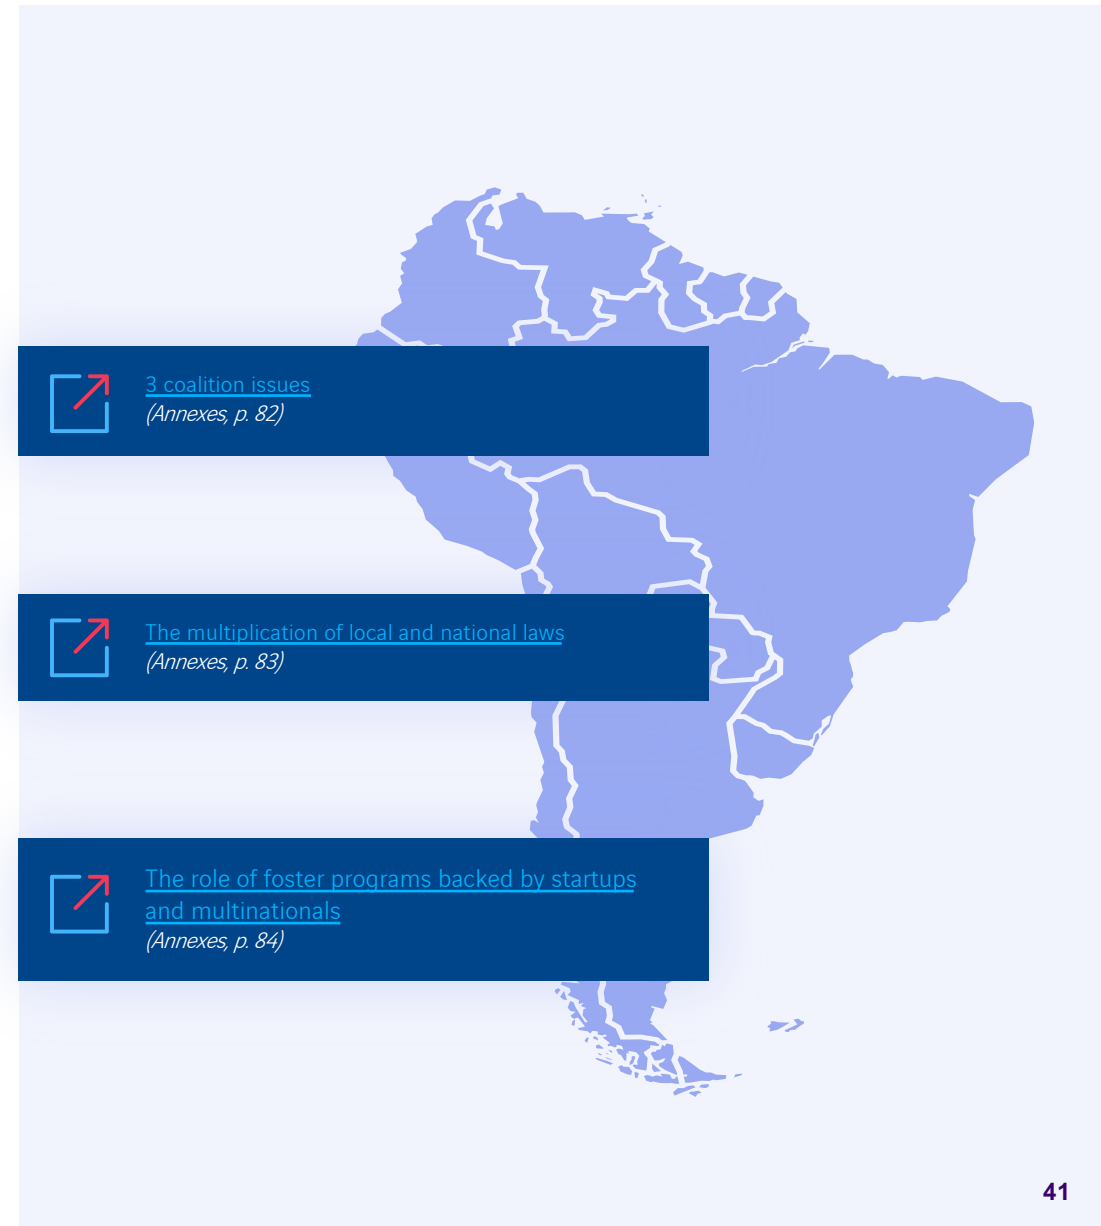 3 coalition issues
(Annexes, p. 82)
The multiplication of local and national laws
(Annexes, p. 83)
The role of foster programs backed by startups
and multinationals
(Annexes, p. 84)
41